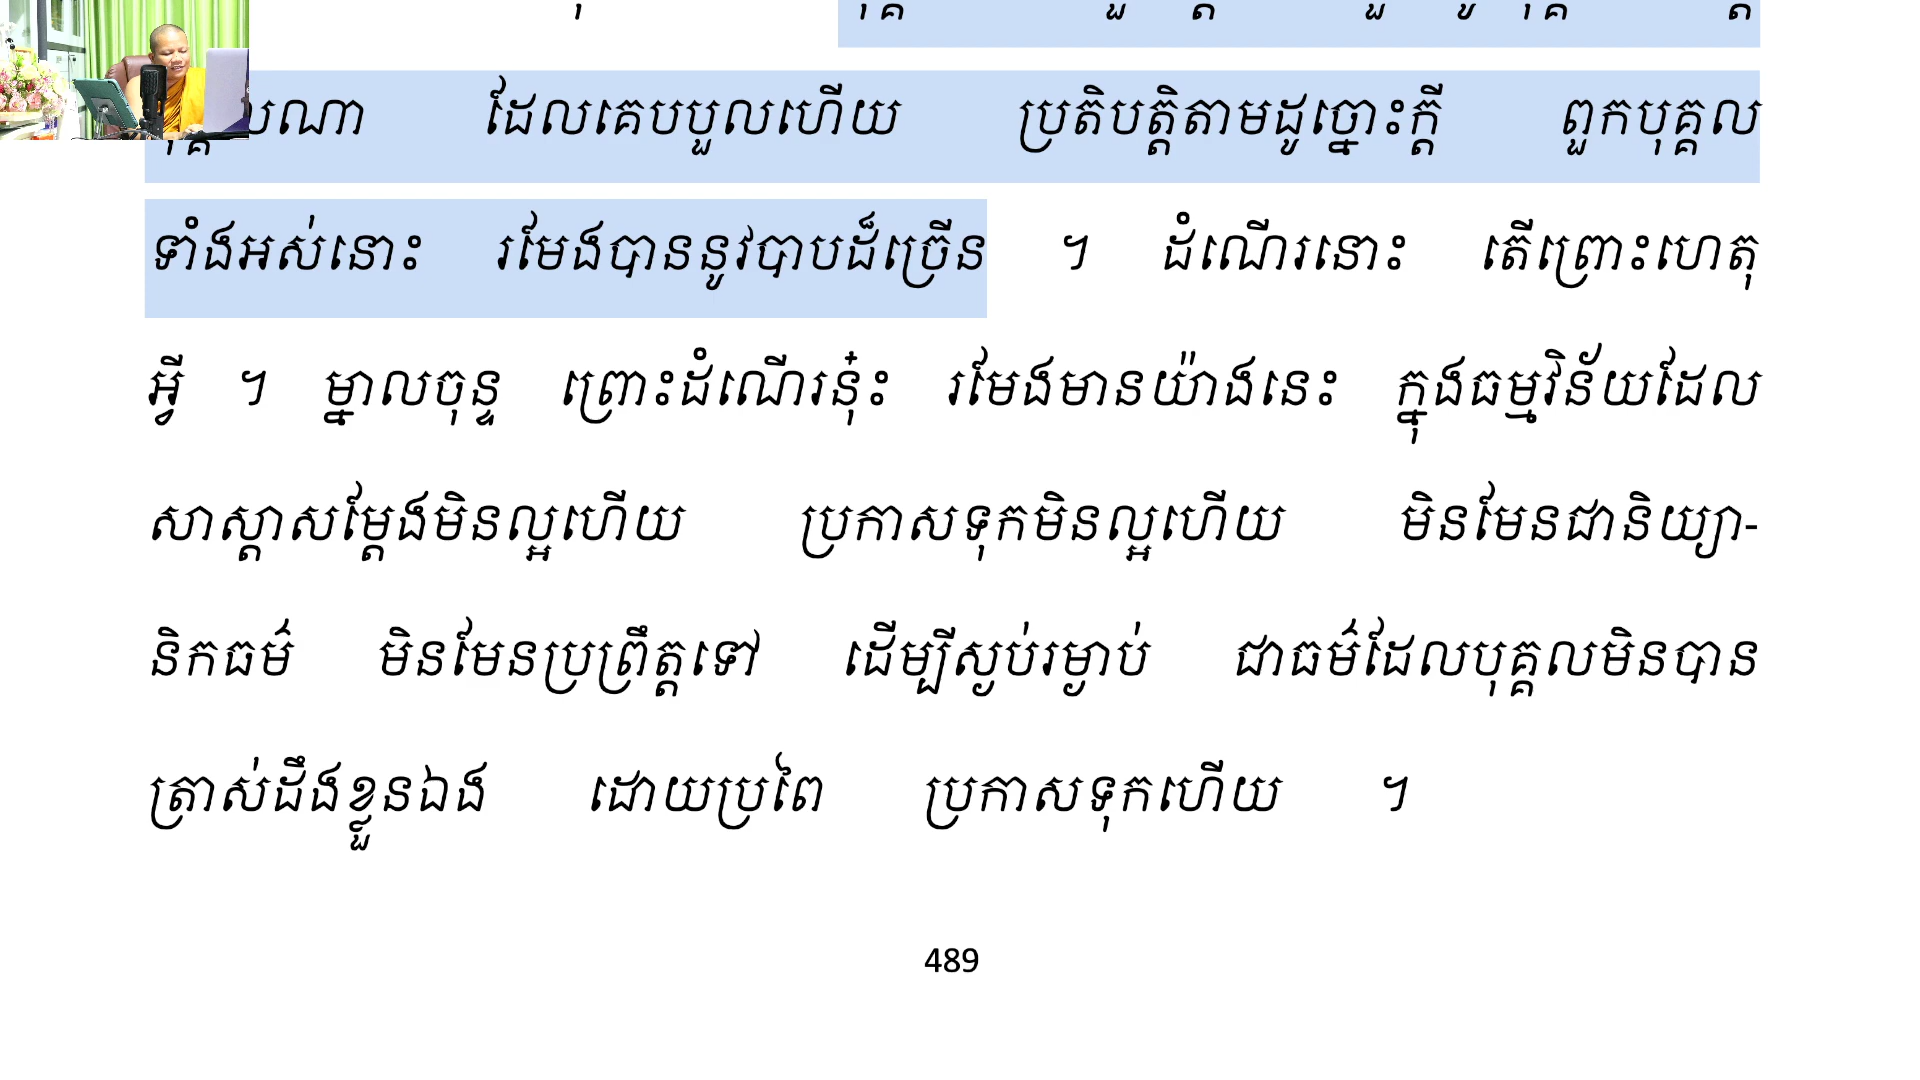 ដែលគេបបួលហើយ ប្រតិបត្តិតាមដូច្នោះក្តី ពួកបុគ្គល
ទាំងអស់នោះ រមែងបាននូវបាបដ៏ច្រើន ។ ដំណើរនោះ តើព្រោះហេតុ
អ្វី ។ ម្នាលចុន្ទ ព្រោះដំណើរនុ៎ះ រមែងមានយ៉ាងនេះ ក្នុងធម្មវិន័យដែល
សាស្តាសម្តែងមិនល្អហើយ ប្រកាសទុកមិនល្អហើយ មិនមែនជានិយ្យា-
និកធម៌ មិនមែនប្រព្រឹត្តទៅ ដើម្បីស្ងប់រម្ងាប់ ជាធម៌ដែលបុគ្គលមិនបាន
ត្រាស់ដឹងខ្លួនឯង ដោយប្រពៃ ប្រកាសទុកហើយ ។
489